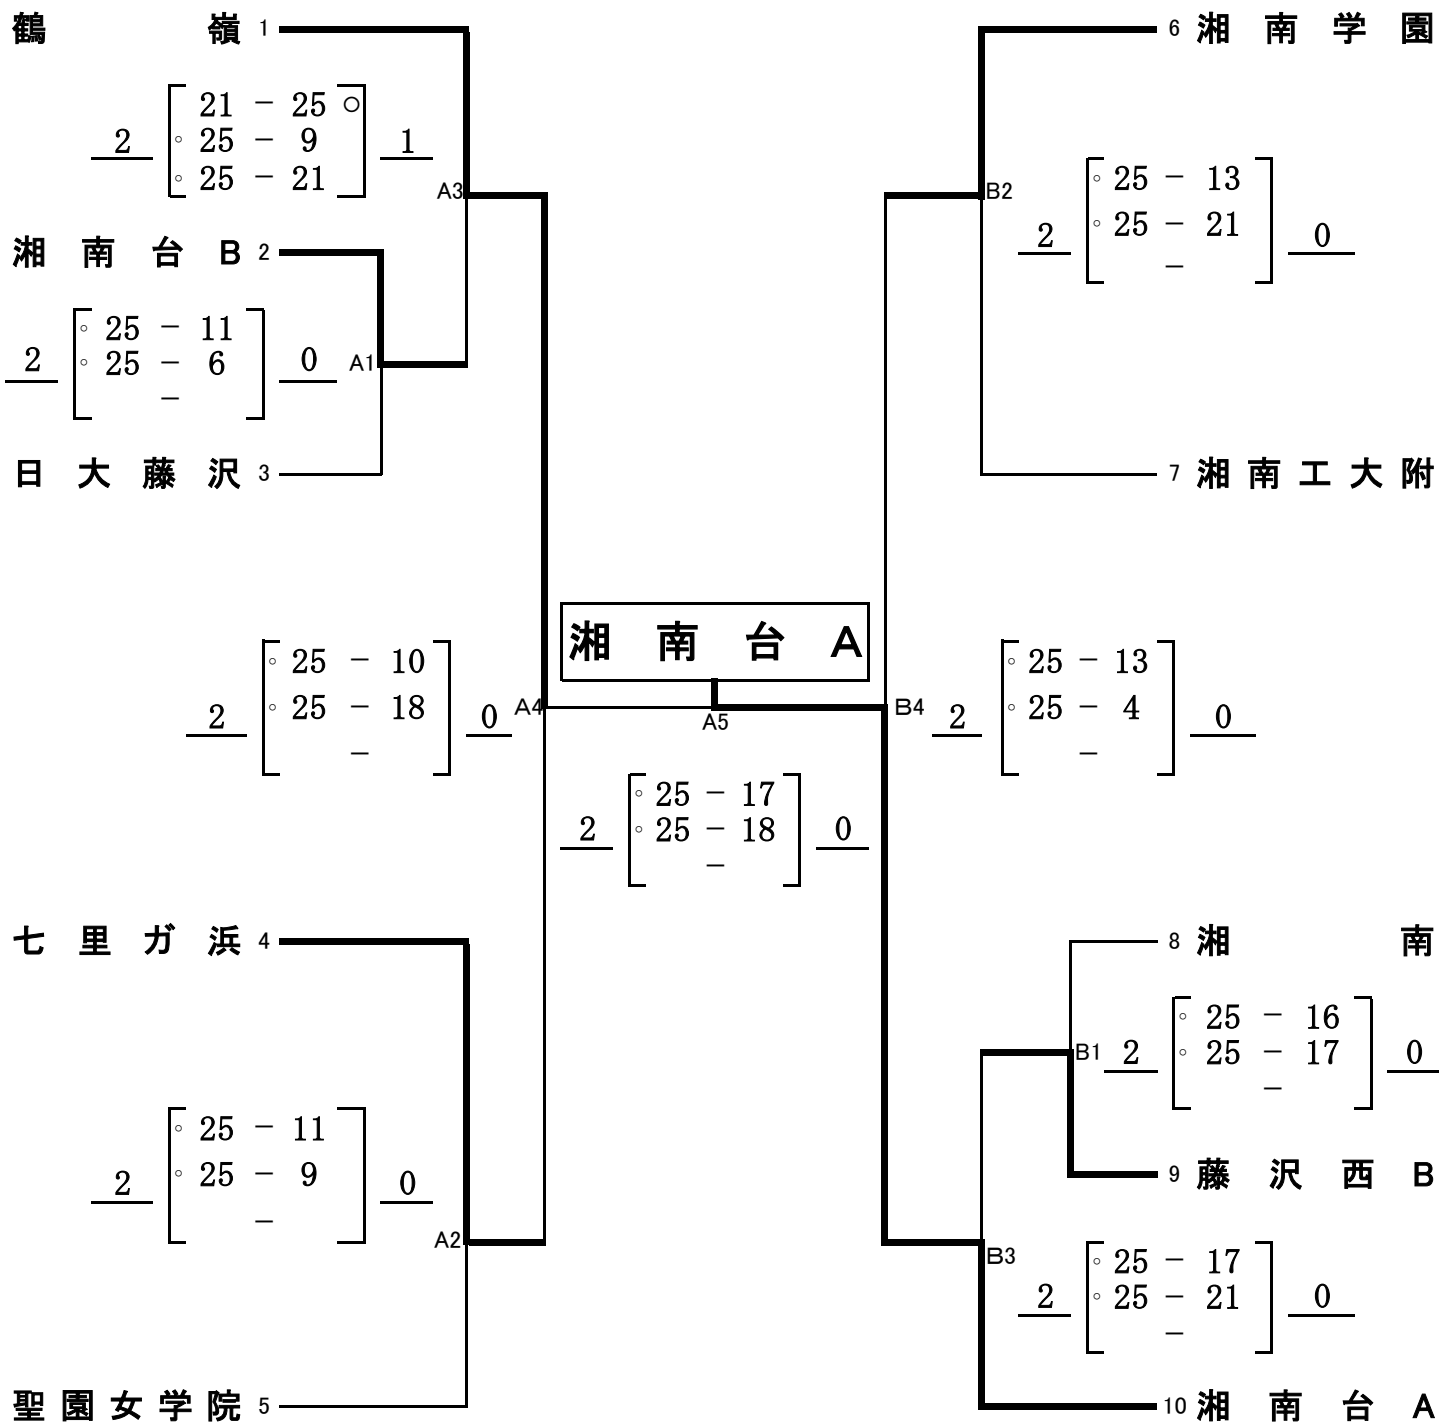 鶴嶺 1
6 湘南学園
21 － 25 ○
2 ○ 25 － 9 1
○ 25 － 21
A3
B2
○ 25 － 13
2 ○ 25 － 21 0
－
湘南台B 2
○ 25 － 11
2 ○ 25 － 6 0
－
A1
日大藤沢 3
7 湘南工大附
湘南台A
○ 25 － 10
2 ○ 25 － 18 0
－
A4
A5
B4
○ 25 － 13
2 ○ 25 － 4 0
－
○ 25 － 17
2 ○ 25 － 18 0
－
七里ガ浜 4
8 湘南
○ 25 － 16
B1 2 ○ 25 － 17 0
－
○ 25 － 11
2 ○ 25 － 9 0
－
A2
9 藤沢西B
B3
○ 25 － 17
2 ○ 25 － 21 0
－
聖園女学院 5
10 湘南台A